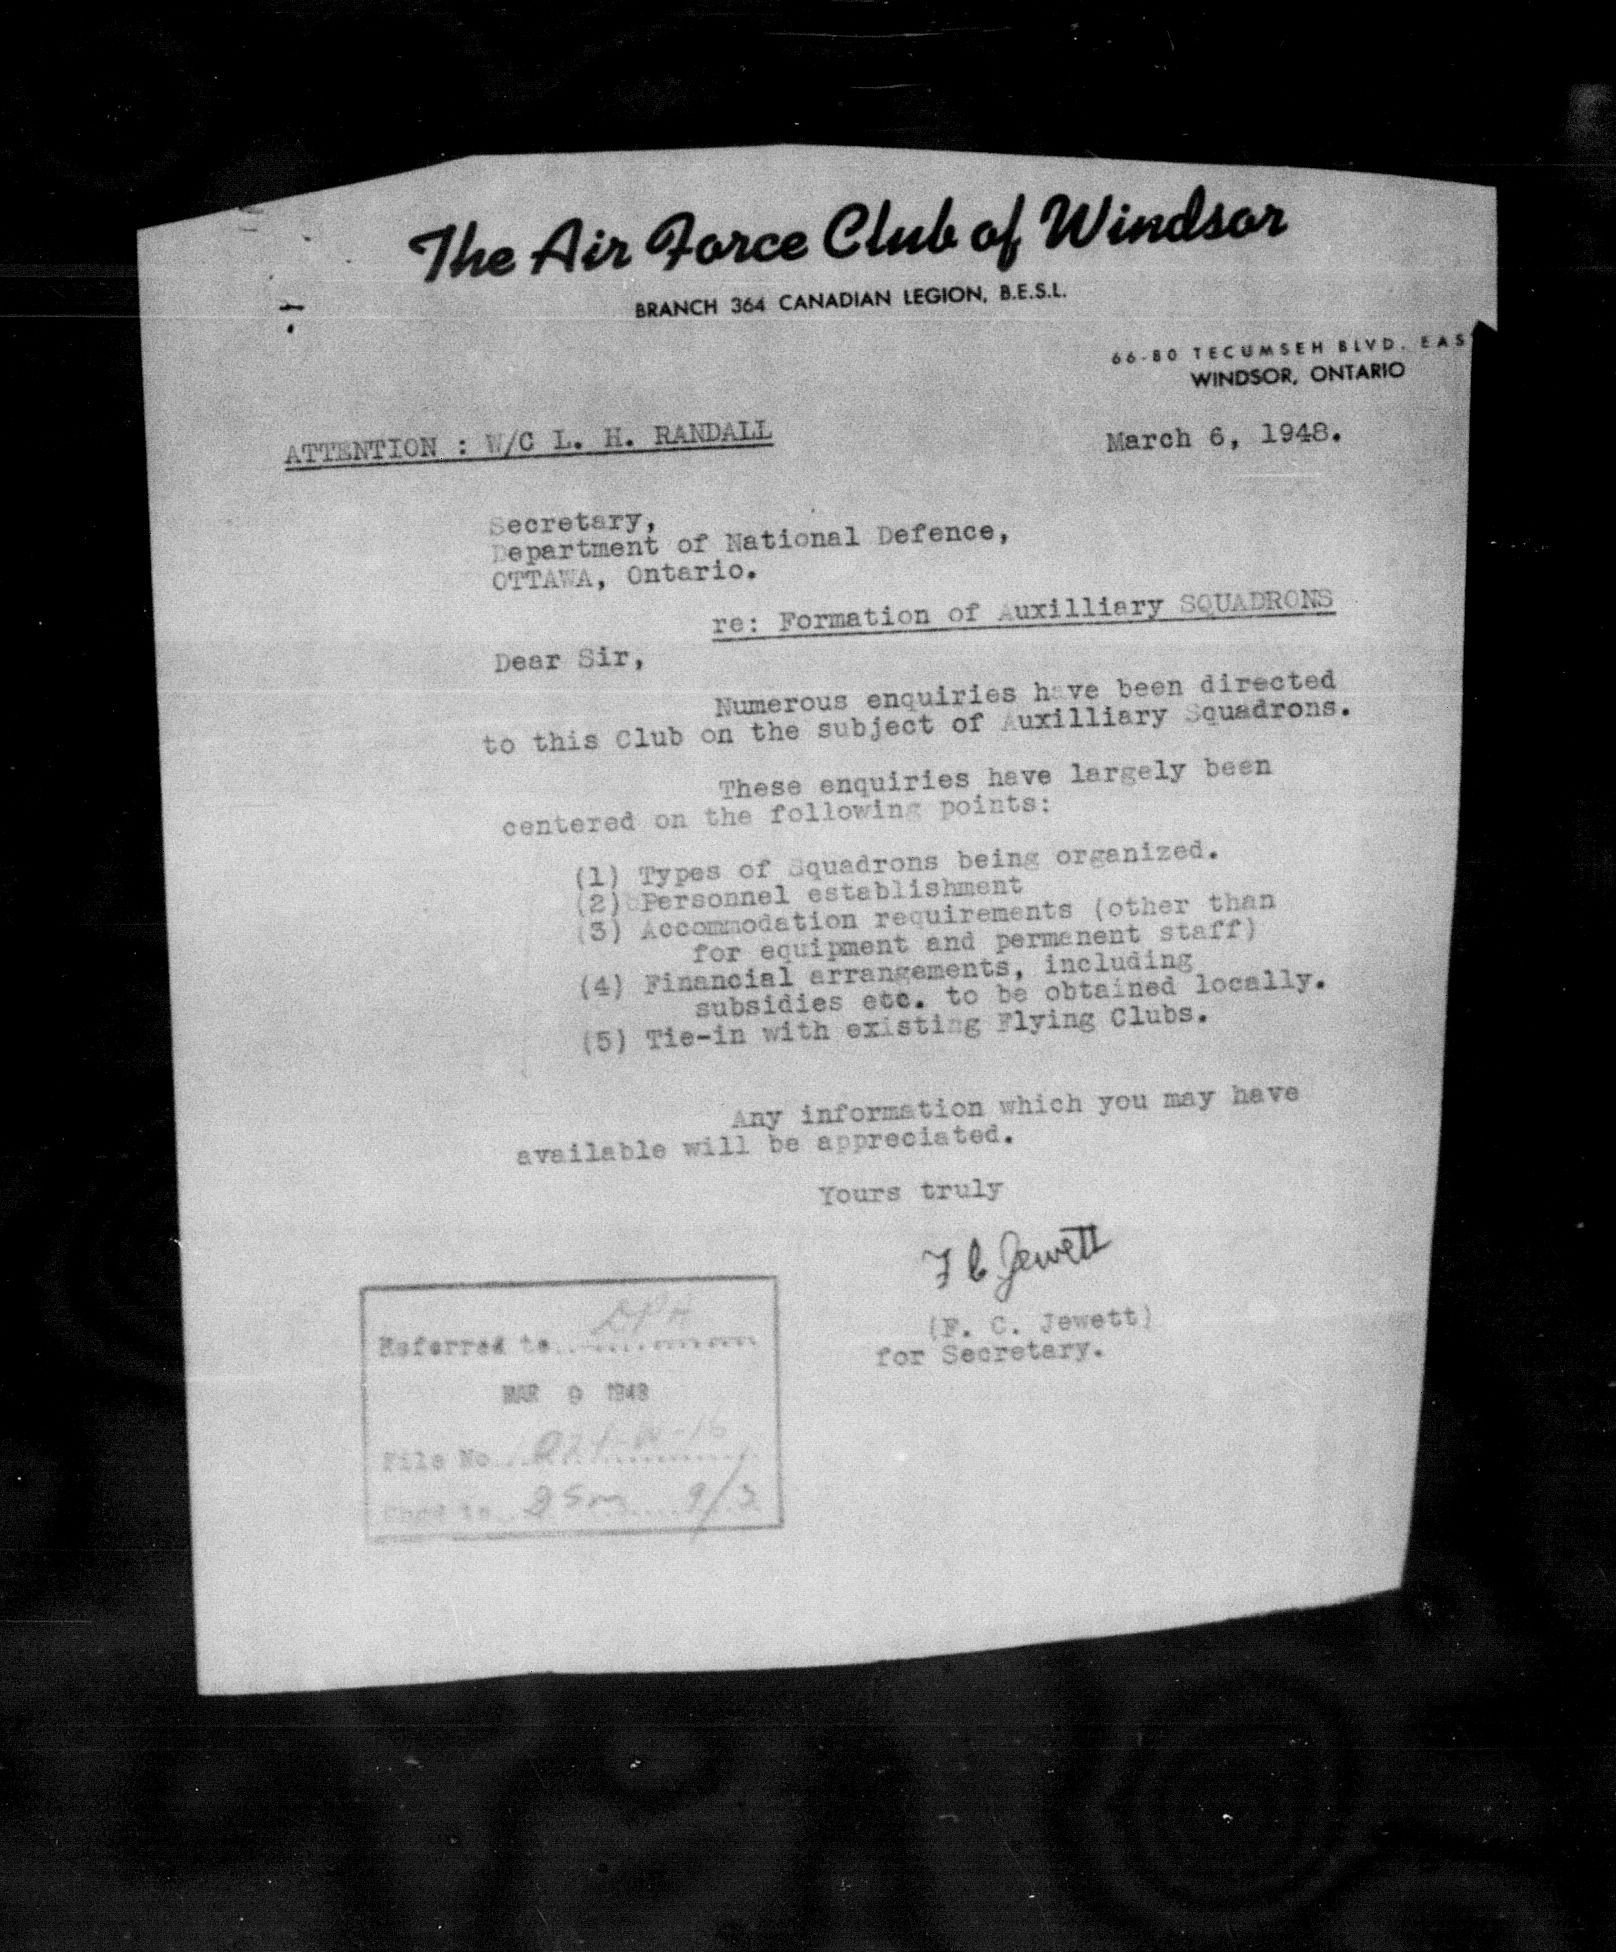 The Air Force Club of Windsor
BRANCH 364 CANADIAN LEGION, B.E.S.L.
66-80 TECUMSEH BLVD. EAS
WINDSOR, ONTARIO
ATTENTION : W/C L. H. RANDALL
March 6, 1948.
Secretary,
Department of National Defence,
OTTAWA, Ontario.
re: Formation of Auxilliary SQUADRONS
Dear Sir,
Numerous enquiries have been directed
to this Club on the subject of Auxilliary Squadrons.
These enquiries have largely been
centered on the following points:
(1) Types of Squadrons being organized.
(2) Personnel establishment
(3) Accommodation requirements (other than
for equipment and permanent staff)
(4) Financial arrangements, including
subsidies etc. to be obtained locally.
(5) Tie-in with existing Flying Clubs.
Any information which you may have
available will be appreciated.
Yours truly
F C Jewett
(F. C. Jewett)
for Secretary.
Referred to
MAR 9 1948
File No
Chgd to 9/3